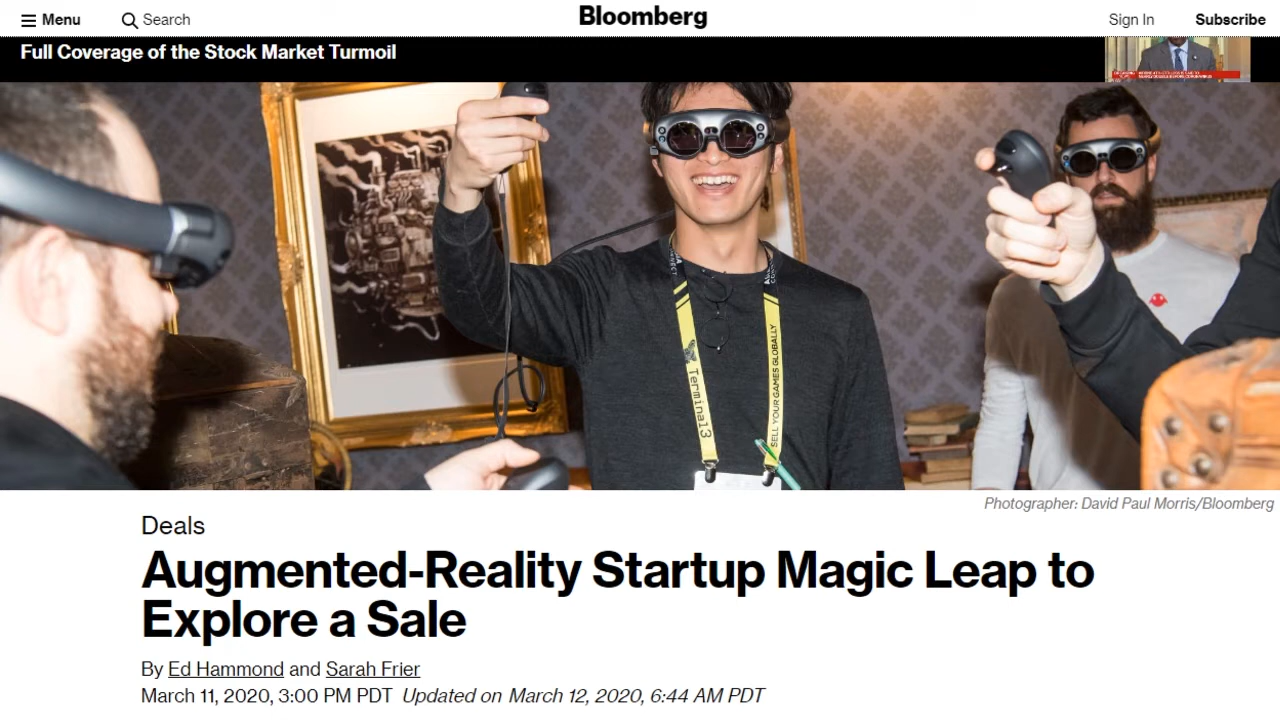 Menu
Search
Bloomberg
Sign In
Subscribe
Full Coverage of the Stock Market Turmoil
Terminal3
SELL YOUR GAMES GLOBALLY
Photographer: David Paul Morris/Bloomberg
Deals
Augmented-Reality Startup Magic Leap to
Explore a Sale
By Ed Hammond and Sarah Frier
March 11, 2020, 3:00 PM PDT Updated on March 12, 2020, 6:44 AM PDT